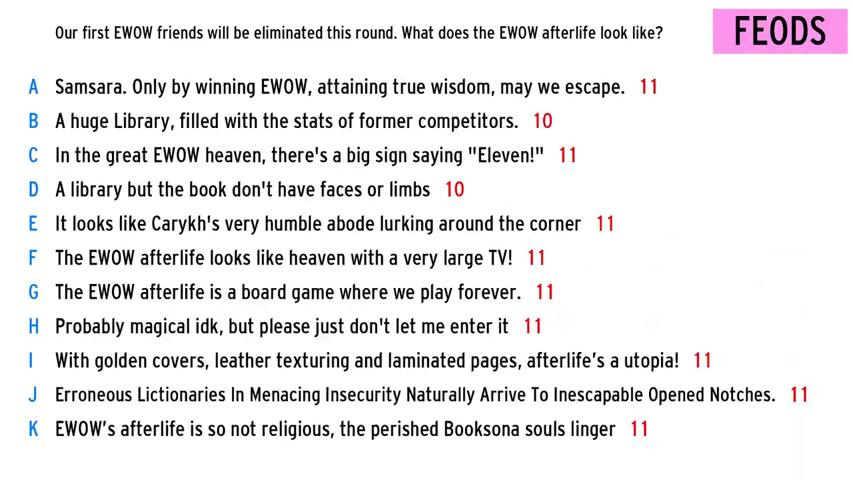 Our first EWOW friends will be eliminated this round. What does the EWOW afterlife look like?
FEODS
A Samsara. Only by winning EWOW, attaining true wisdom, may we escape. 11
B A huge Library, filled with the stats of former competitors. 10
C In the great EWOW heaven, there's a big sign saying "Eleven!" 11
D A library but the book don't have faces or limbs 10
E It looks like Carykh's very humble abode lurking around the corner 11
F The EWOW afterlife looks like heaven with a very large TV! 11
G The EWOW afterlife is a board game where we play forever. 11
H Probably magical idk, but please just don't let me enter it 11
I With golden covers, leather texturing and laminated pages, afterlife’s a utopia! 11
J Erroneous Lictionaries In Menacing Insecurity Naturally Arrive To Inescapable Opened Notches. 11
K EWOW’s afterlife is so not religious, the perished Booksona souls linger 11